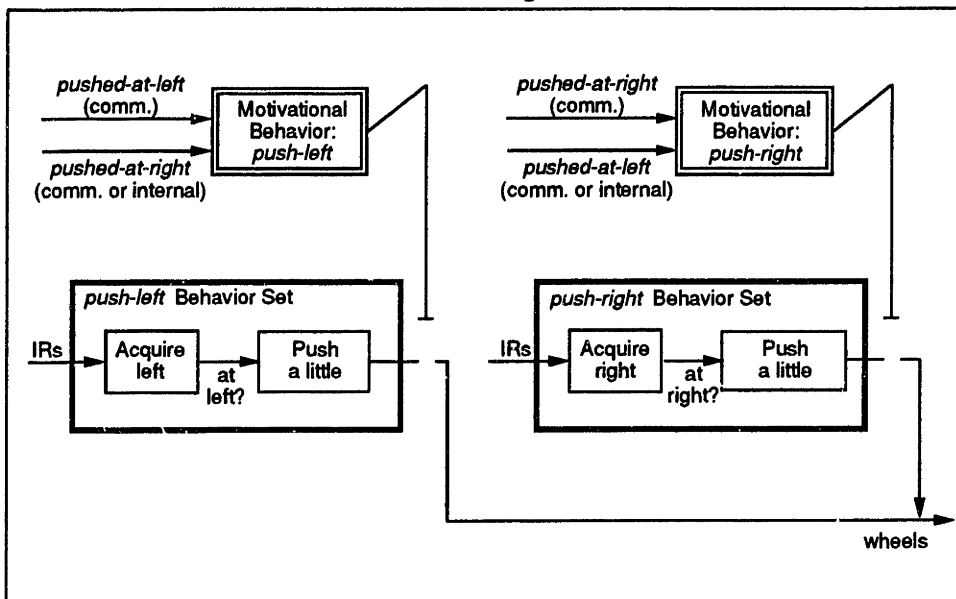 pushed-at-left
(comm.)
Motivational
Behavior:
push-left
pushed-at-right
(comm. or internal)
pushed-at-right
(comm.)
Motivational
Behavior:
push-right
pushed-at-left
(comm. or internal)
push-left Behavior Set
IRs
Acquire
left
at
left?
Push
a little
push-right Behavior Set
IRs
Acquire
right
at
right?
Push
a little
wheels